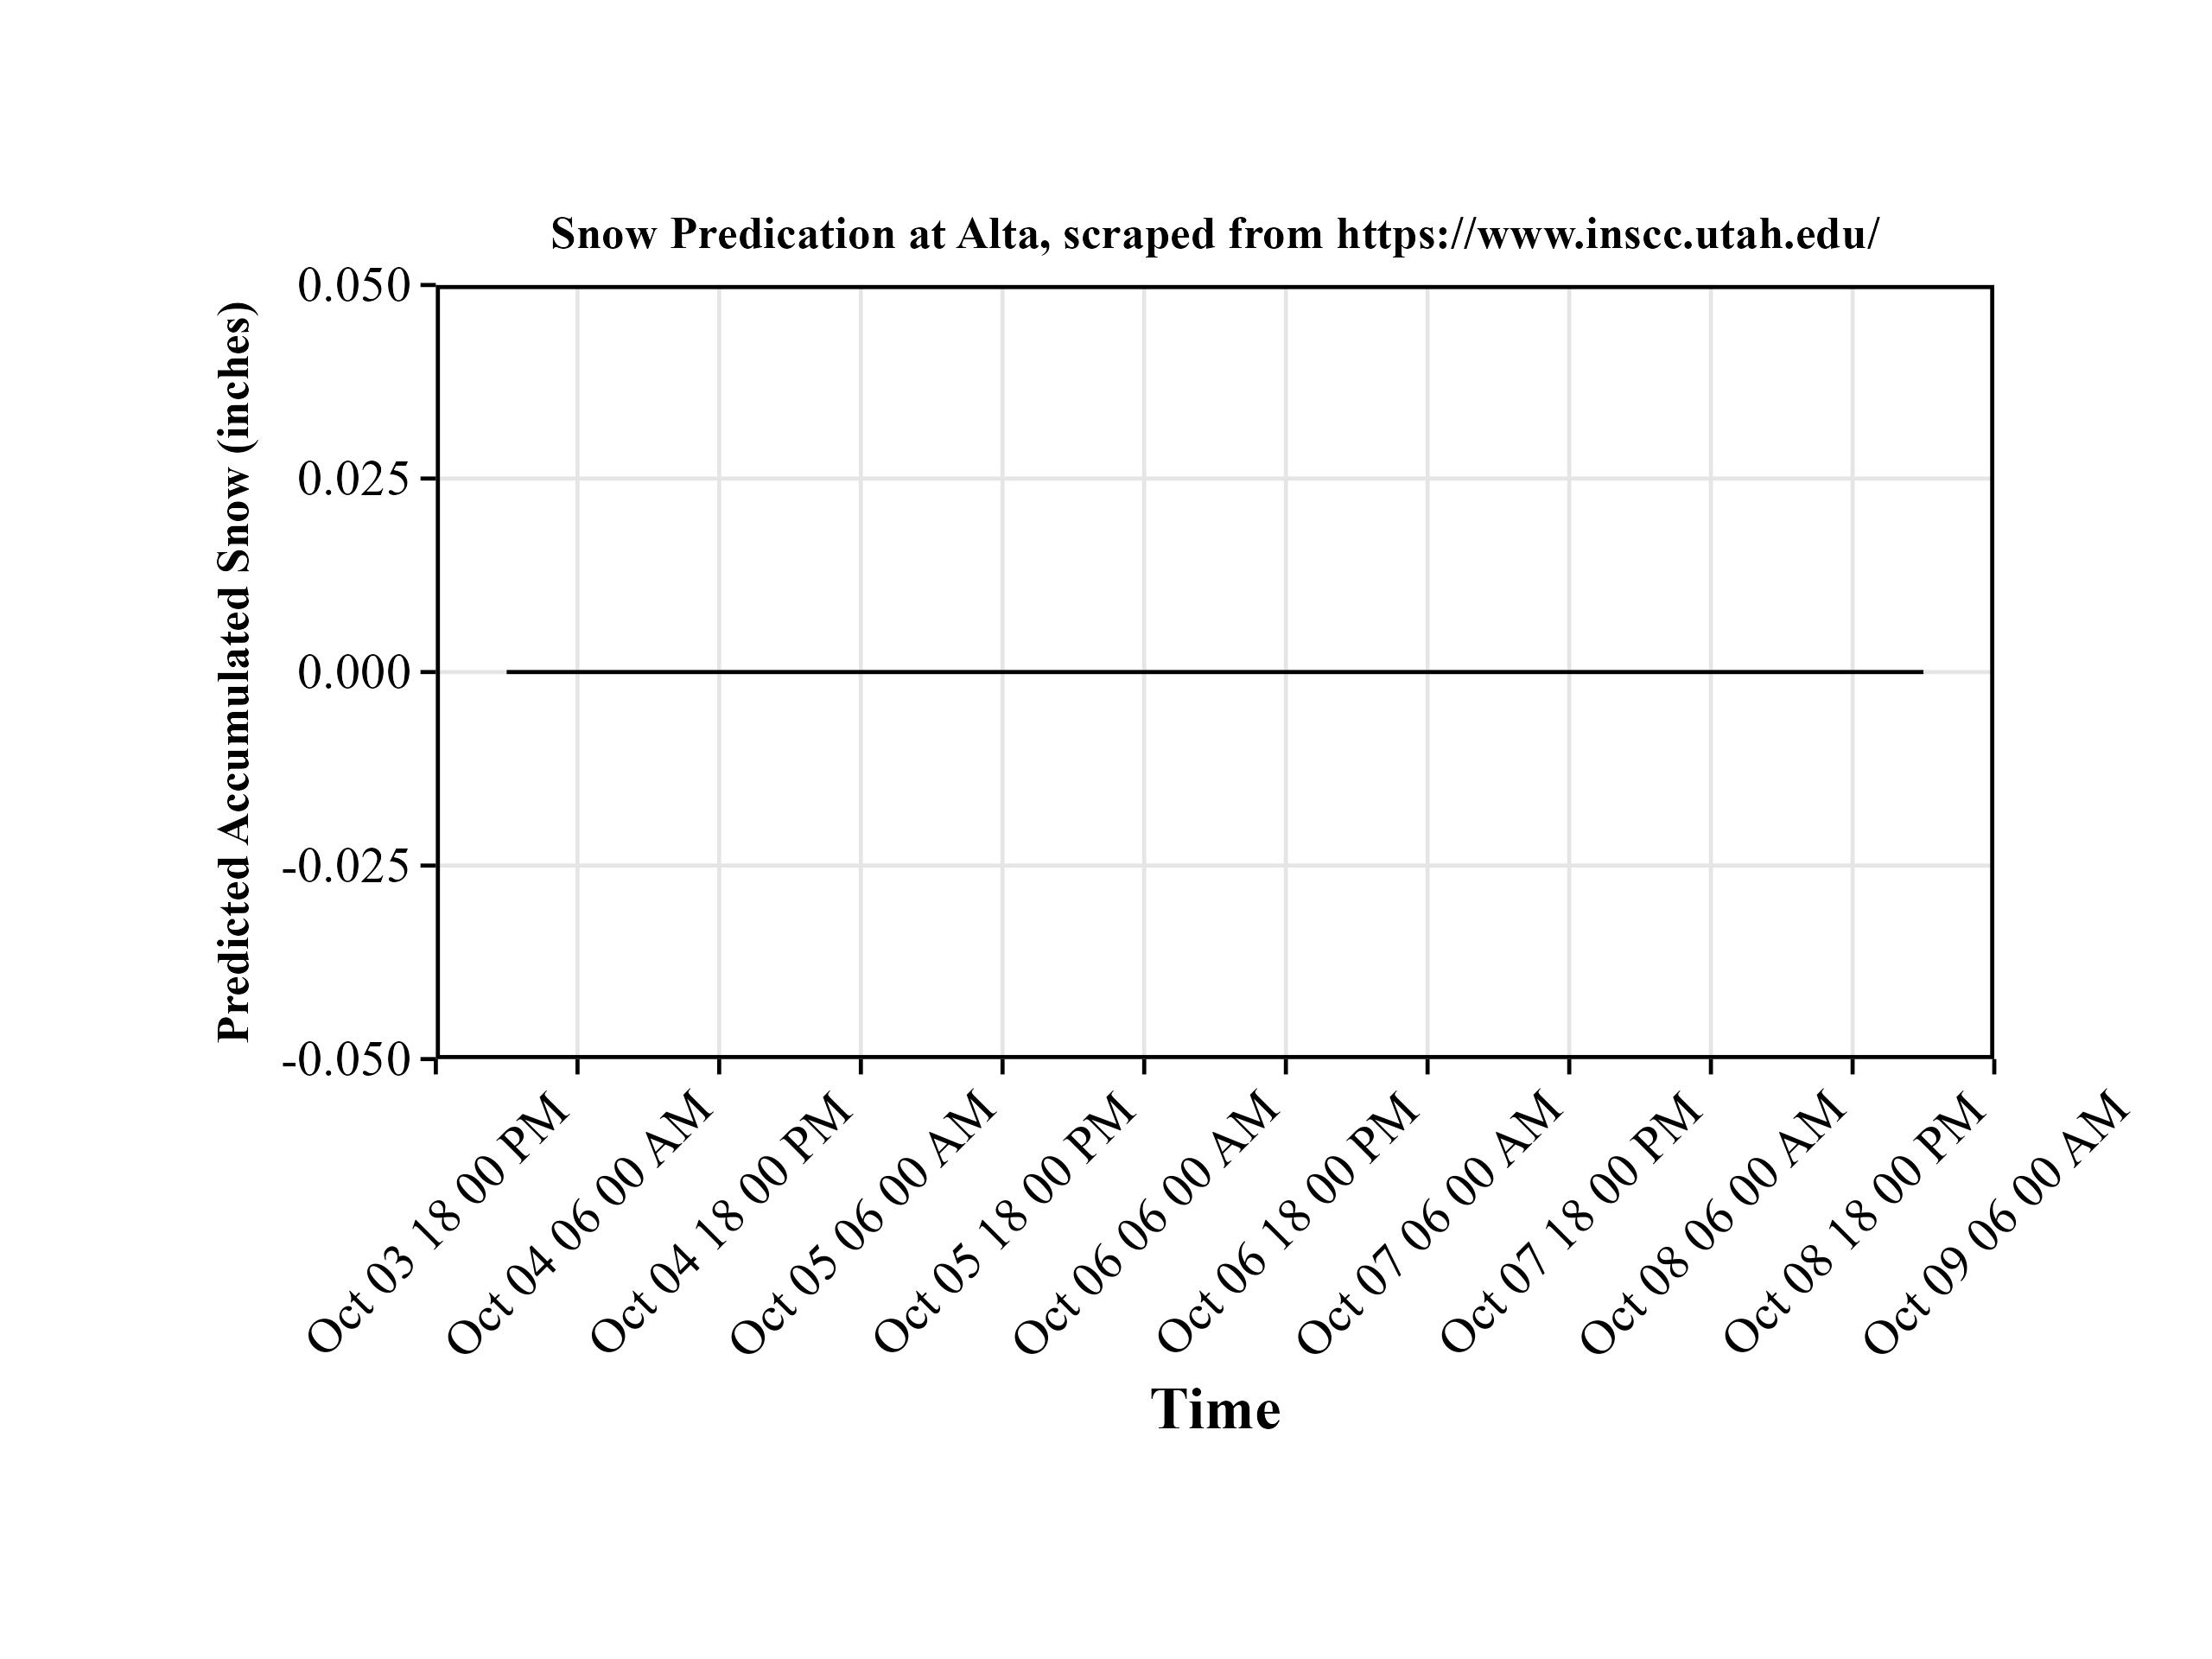 Snow Predication at Alta, scraped from https://www.inscc.utah.edu/
Predicted Accumulated Snow (inches)
0.050
0.025
0.000
-0.025
-0.050
Oct 03 18 00 PM
Oct 04 06 00 AM
Oct 04 18 00 PM
Oct 05 06 00 AM
Oct 05 18 00 PM
Oct 06 06 00 AM
Oct 06 18 00 PM
Oct 07 06 00 AM
Oct 07 18 00 PM
Oct 08 06 00 AM
Oct 08 18 00 PM
Oct 09 06 00 AM
Time